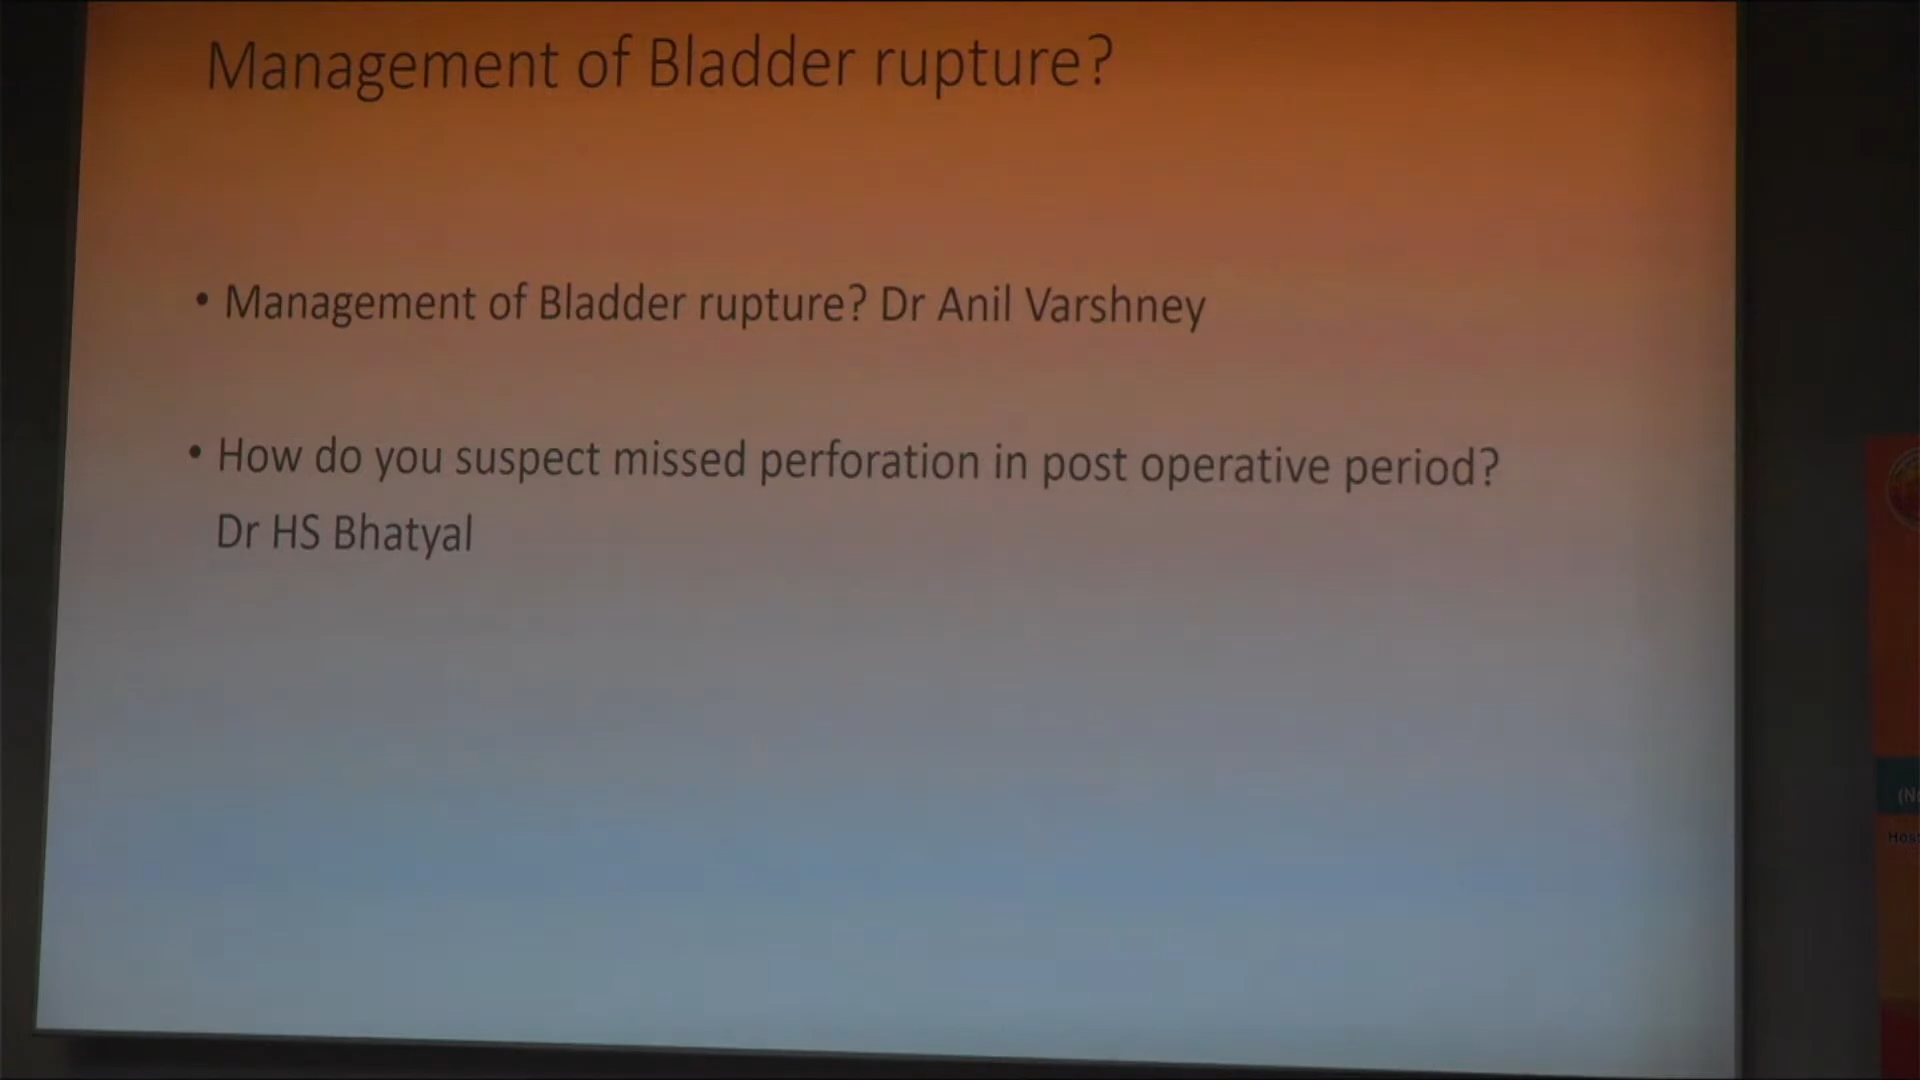 Management of Bladder rupture?
• Management of Bladder rupture? Dr Anil Varshney
• How do you suspect missed perforation in post operative period?
Dr HS Bhatyal
(N
Hos